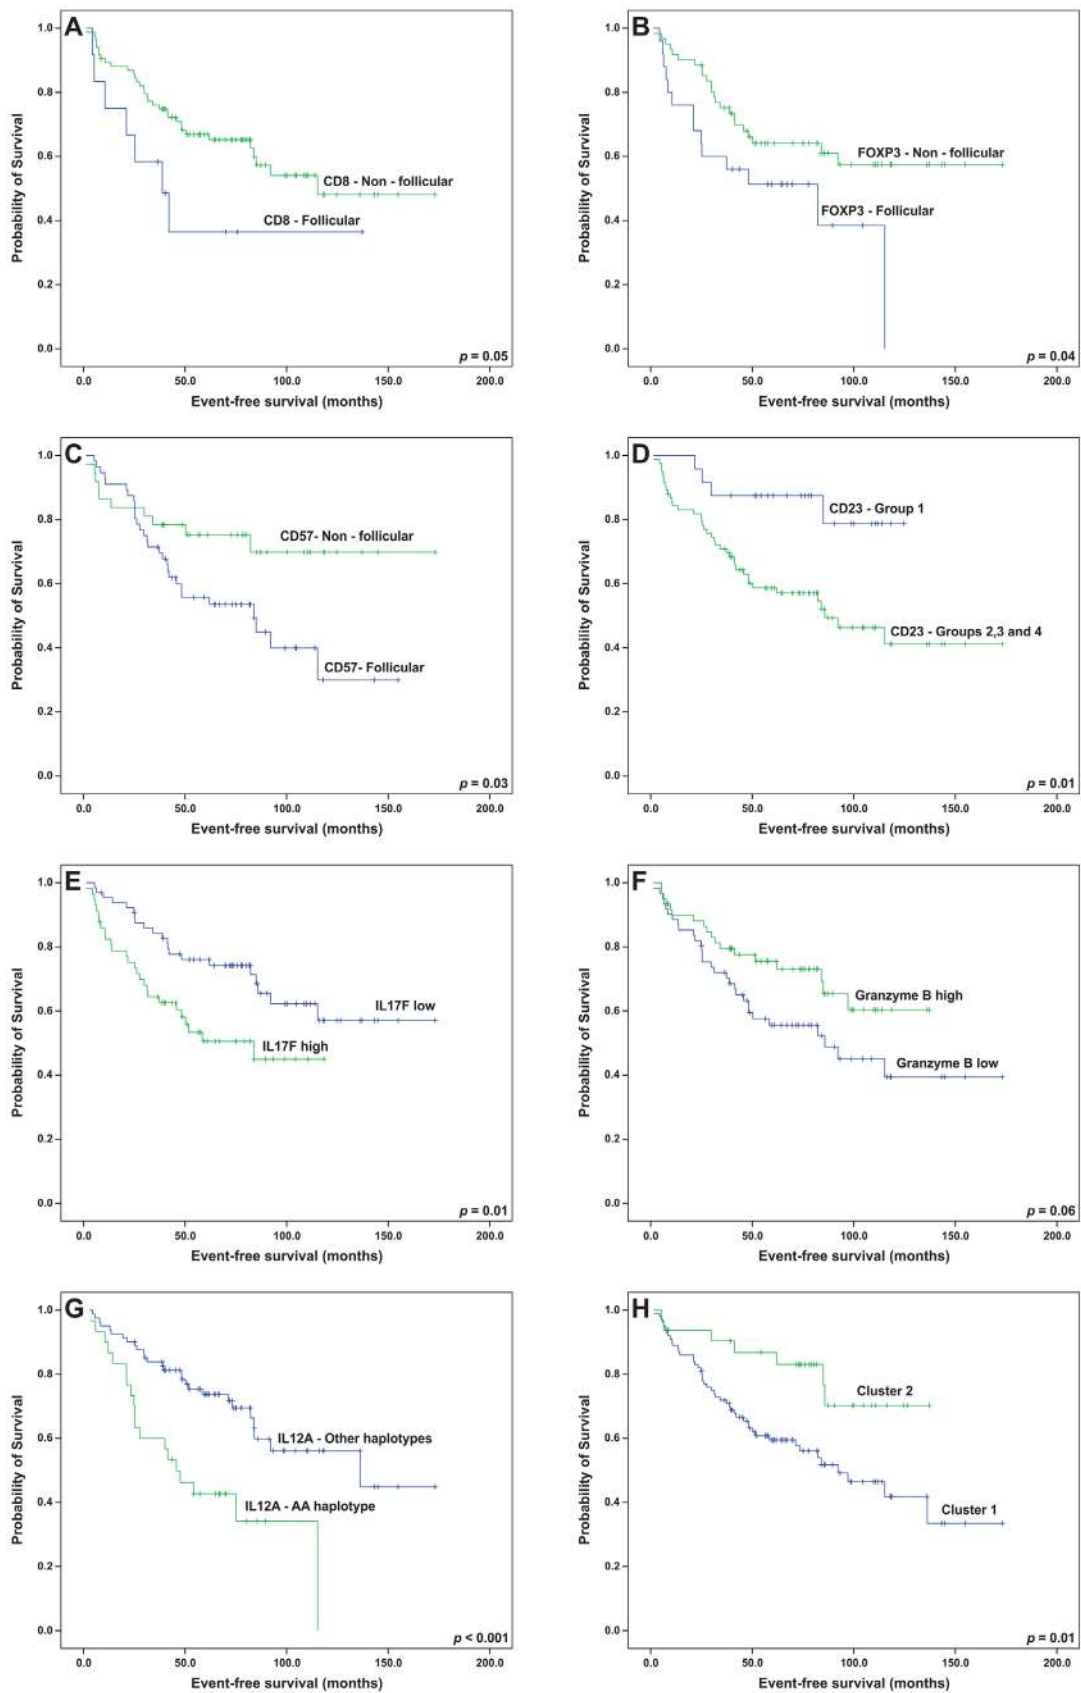 A
1.0
0.8
0.6
0.4
0.2
0.0
Probability of Survival
CD8 - Non - follicular
CD8 - Follicular
p = 0.05
0.0 50.0 100.0 150.0 200.0
Event-free survival (months)
B
1.0
0.8
0.6
0.4
0.2
0.0
Probability of Survival
FOXP3 - Non - follicular
FOXP3 - Follicular
p = 0.04
0.0 50.0 100.0 150.0 200.0
Event-free survival (months)
C
1.0
0.8
0.6
0.4
0.2
0.0
Probability of Survival
CD57- Non - follicular
CD57- Follicular
p = 0.03
0.0 50.0 100.0 150.0 200.0
Event-free survival (months)
D
1.0
0.8
0.6
0.4
0.2
0.0
Probability of Survival
CD23 - Group 1
CD23 - Groups 2,3 and 4
p = 0.01
0.0 50.0 100.0 150.0 200.0
Event-free survival (months)
E
1.0
0.8
0.6
0.4
0.2
0.0
Probability of Survival
IL17F low
IL17F high
p = 0.01
0.0 50.0 100.0 150.0 200.0
Event-free survival (months)
F
1.0
0.8
0.6
0.4
0.2
0.0
Probability of Survival
Granzyme B high
Granzyme B low
p = 0.06
0.0 50.0 100.0 150.0 200.0
Event-free survival (months)
G
1.0
0.8
0.6
0.4
0.2
0.0
Probability of Survival
IL12A - Other haplotypes
IL12A - AA haplotype
p < 0.001
0.0 50.0 100.0 150.0 200.0
Event-free survival (months)
H
1.0
0.8
0.6
0.4
0.2
0.0
Probability of Survival
Cluster 2
Cluster 1
p = 0.01
0.0 50.0 100.0 150.0 200.0
Event-free survival (months)